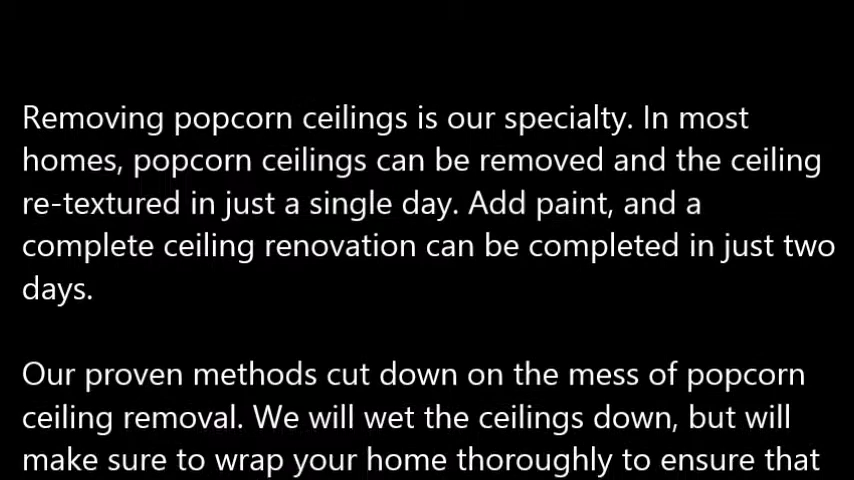 Removing popcorn ceilings is our specialty. In most
homes, popcorn ceilings can be removed and the ceiling
re-textured in just a single day. Add paint, and a
complete ceiling renovation can be completed in just two
days.
Our proven methods cut down on the mess of popcorn
ceiling removal. We will wet the ceilings down, but will
make sure to wrap your home thoroughly to ensure that